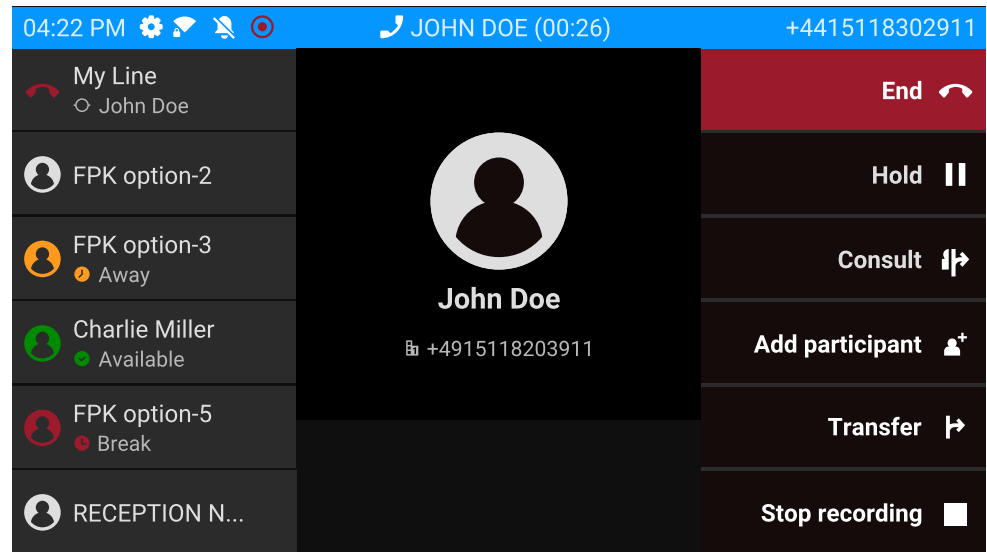 04:22 PM
JOHN DOE (00:26)
+4415118302911
My Line
John Doe
FPK option-2
FPK option-3
Away
Charlie Miller
Available
FPK option-5
Break
RECEPTION N...
John Doe
+4915118203911
End
Hold
Consult
Add participant
Transfer
Stop recording